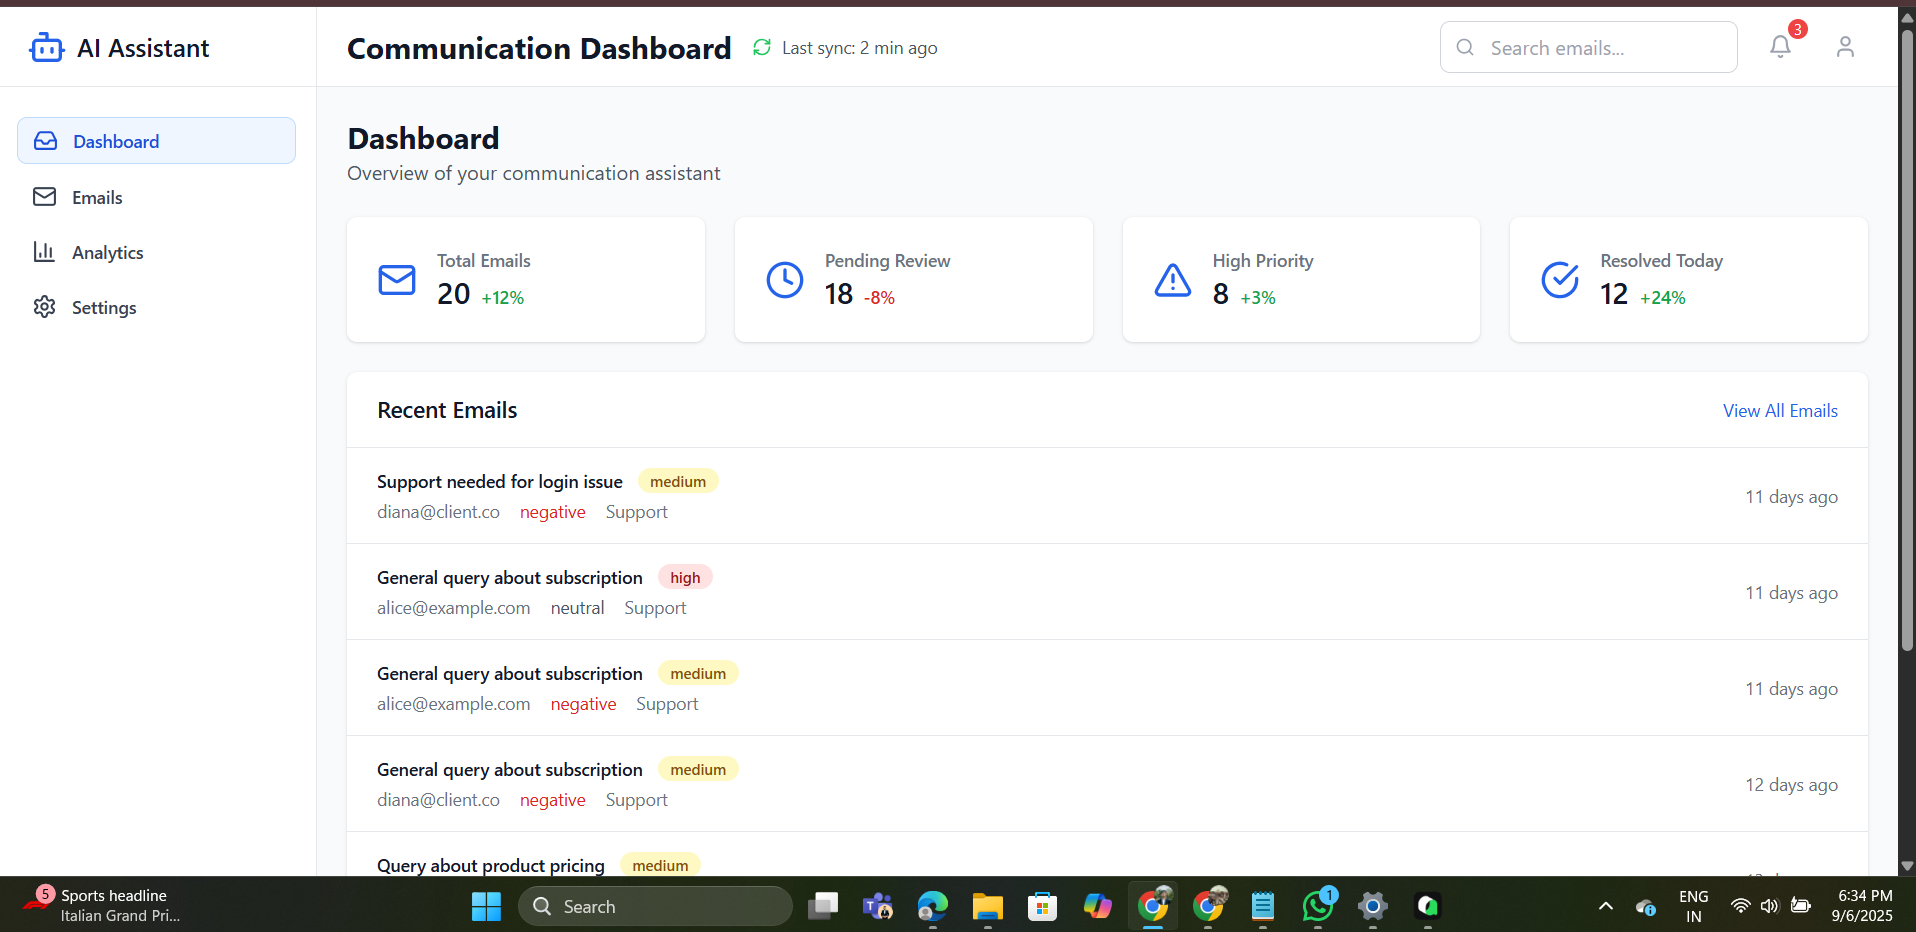 AI Assistant
Communication Dashboard
Last sync: 2 min ago
Search emails...
3
Dashboard
Emails
Analytics
Settings
Dashboard
Overview of your communication assistant
Total Emails
20 +12%
Pending Review
18 -8%
High Priority
8 +3%
Resolved Today
12 +24%
Recent Emails
View All Emails
Support needed for login issue medium
diana@client.co negative Support
11 days ago
General query about subscription high
alice@example.com neutral Support
11 days ago
General query about subscription medium
alice@example.com negative Support
11 days ago
General query about subscription medium
diana@client.co negative Support
12 days ago
Query about product pricing medium
5
Sports headline
Italian Grand Pri...
Search
1
ENG
IN
6:34 PM
9/6/2025